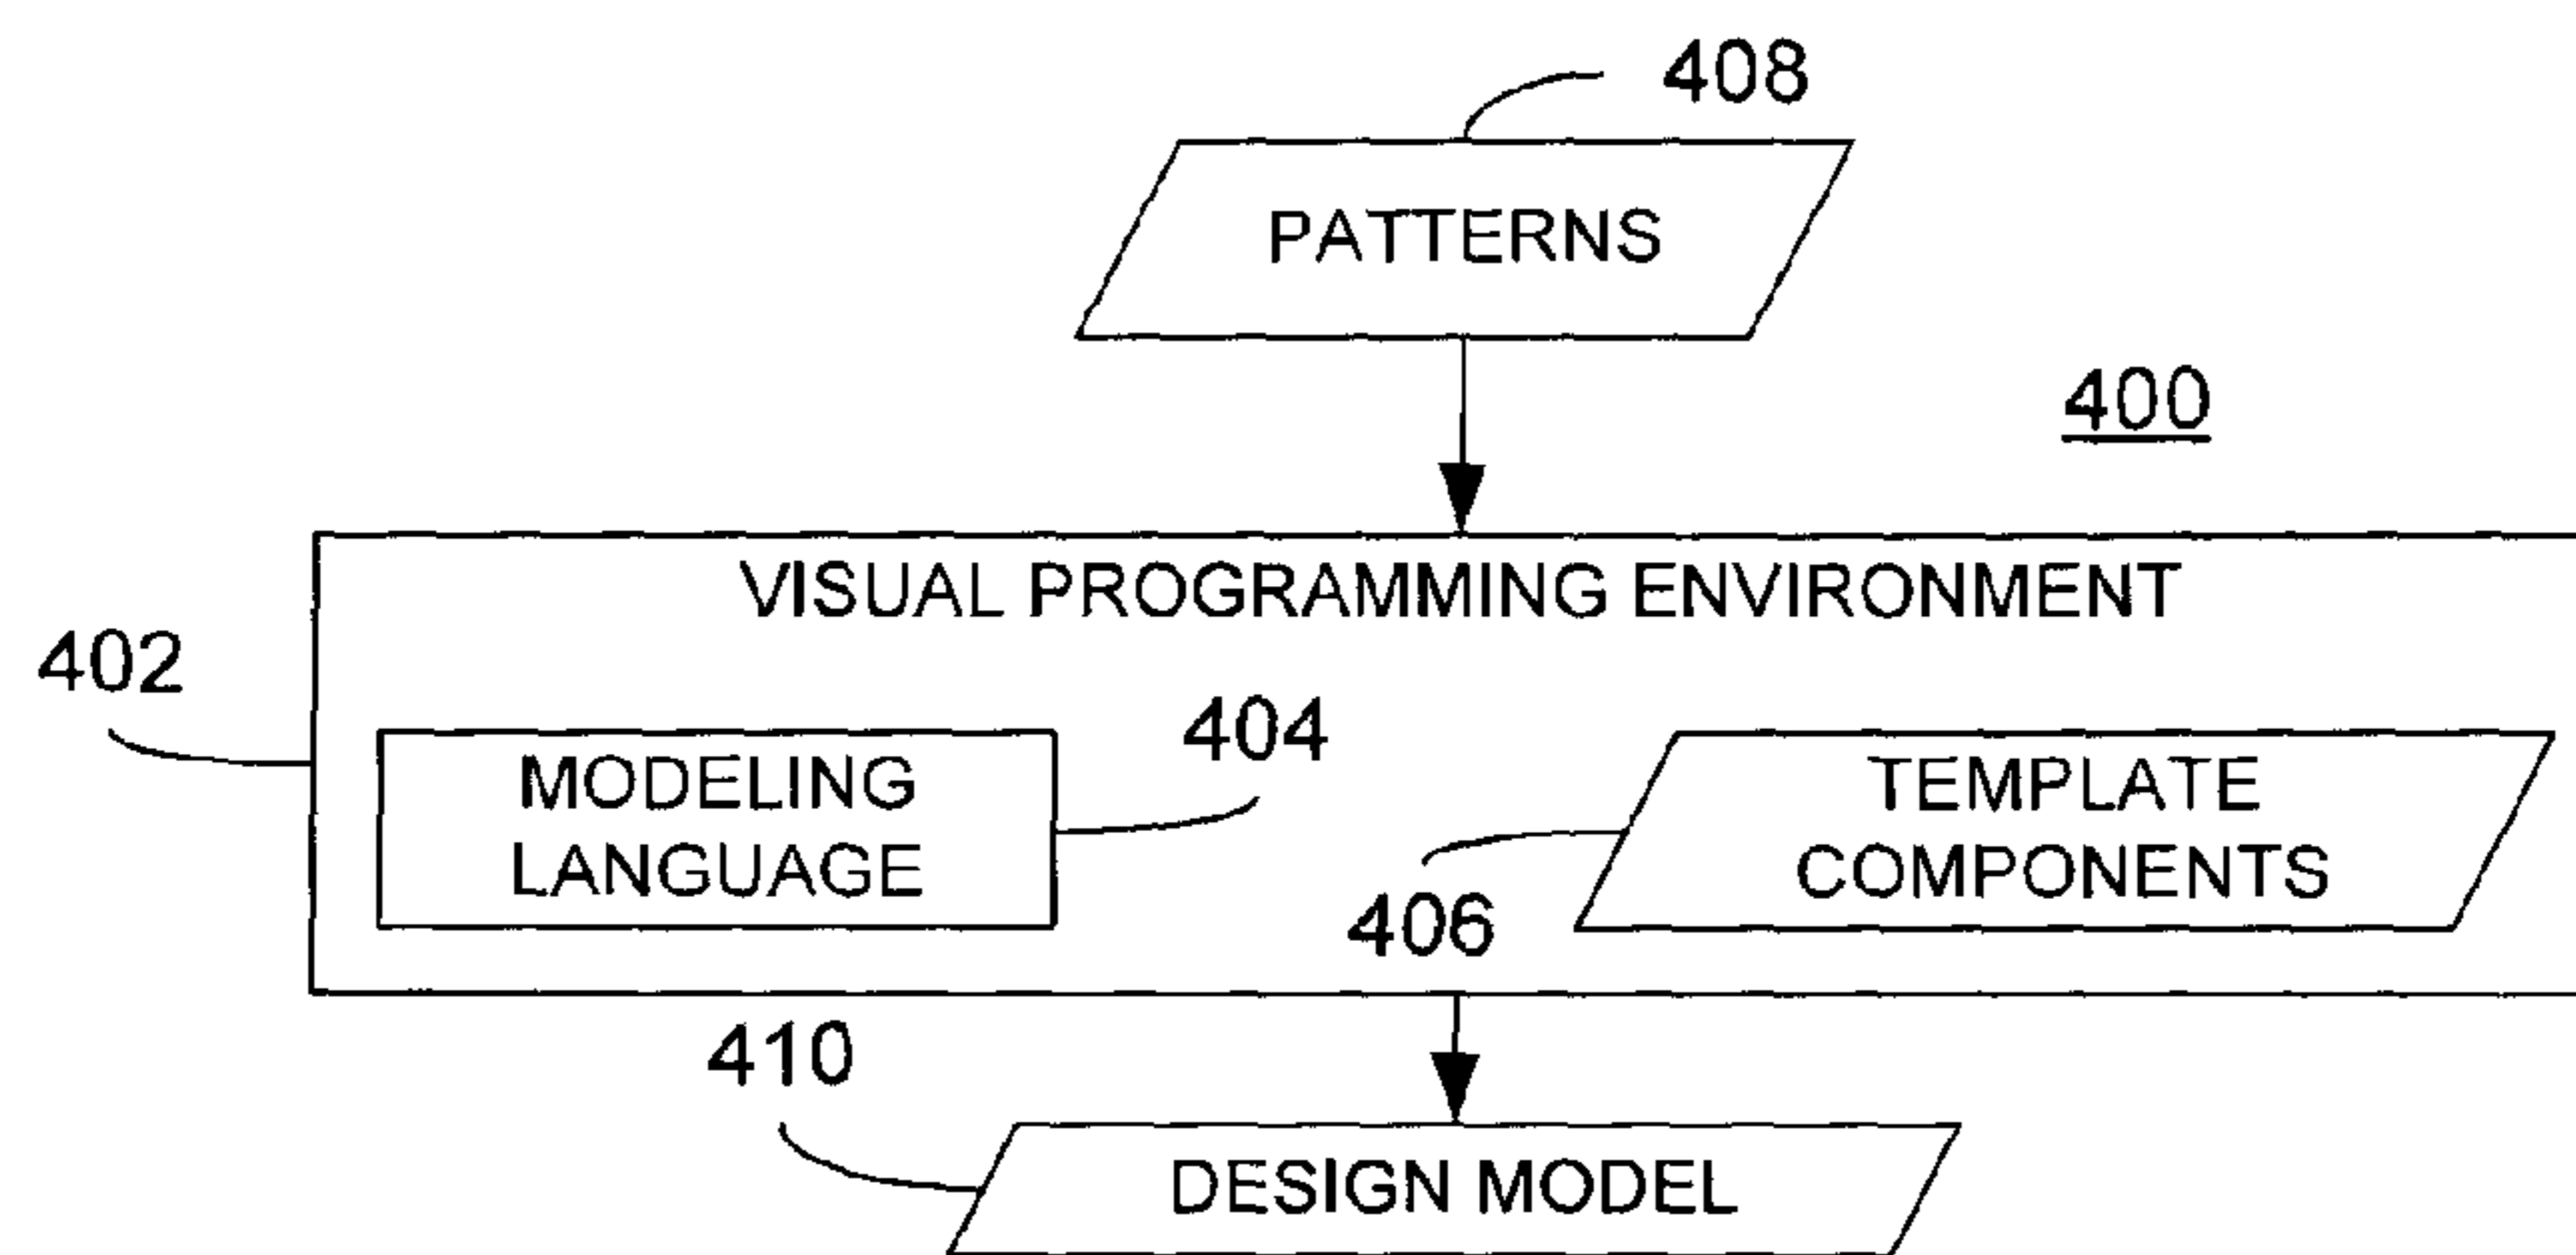 408
PATTERNS
400
VISUAL PROGRAMMING ENVIRONMENT
402
404
MODELING
LANGUAGE
TEMPLATE
COMPONENTS
406
410
DESIGN MODEL